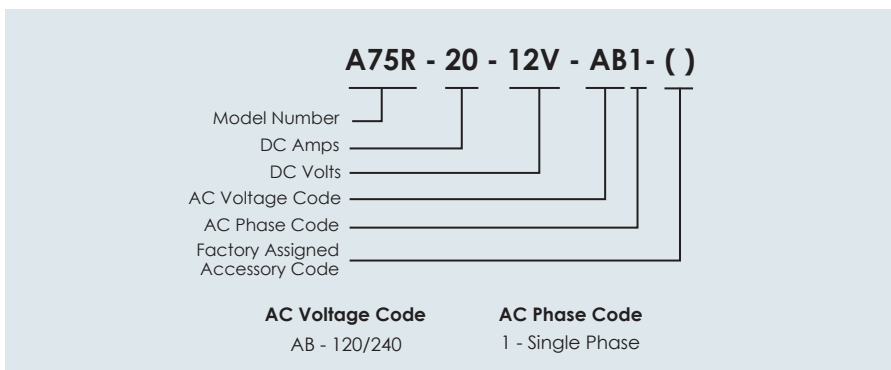 A75R - 20 - 12V - AB1- ( )
Model Number
DC Amps
DC Volts
AC Voltage Code
AC Phase Code
Factory Assigned
Accessory Code
AC Voltage Code AC Phase Code
AB - 120/240 1 - Single Phase